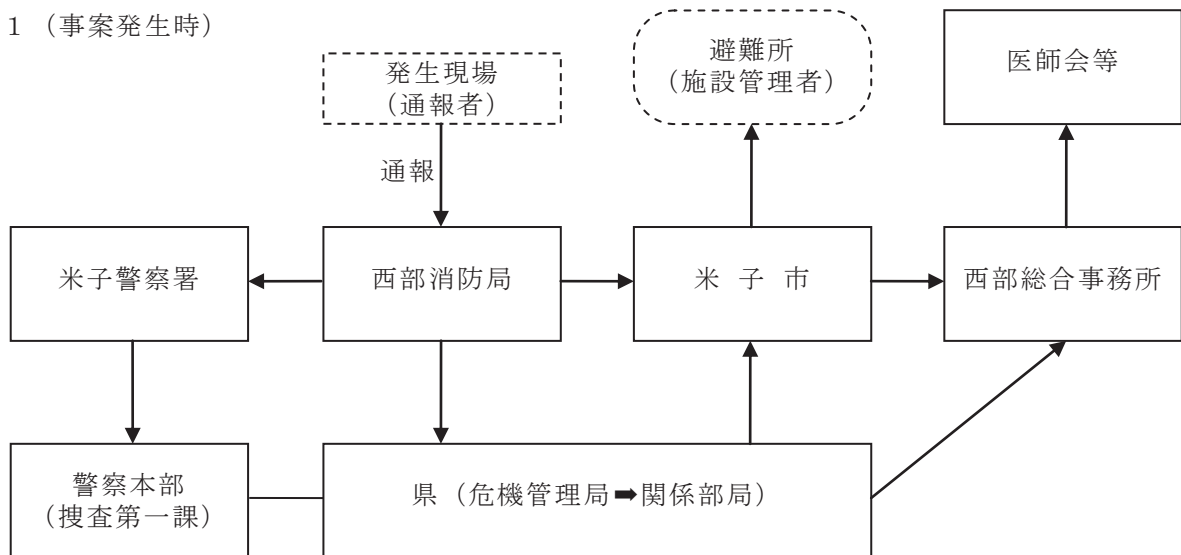 1 （事案発生時）
発生現場
（通報者）
避難所
（施設管理者）
医師会等
通報
米子警察署
西部消防局
米 子 市
西部総合事務所
警察本部
（捜査第一課）
県（危機管理局➡関係部局）